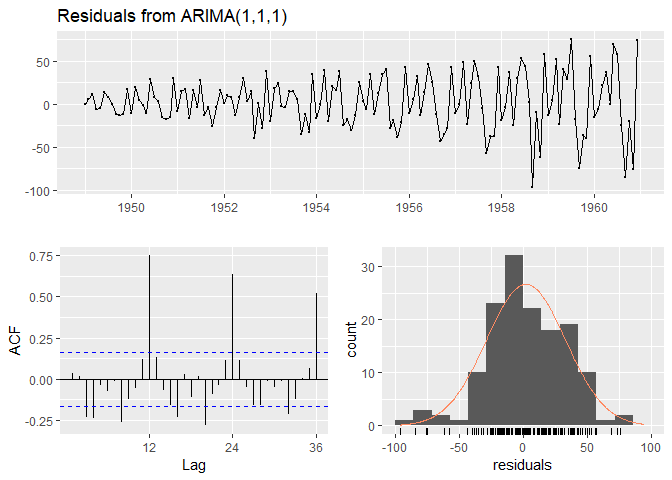 Residuals from ARIMA(1,1,1)
50
0
-50
-100
1950 1952 1954 1956 1958 1960
0.75
0.50
0.25
0.00
-0.25
ACF
12 24 36
Lag
30
20
10
0
count
-100 -50 0 50 100
residuals